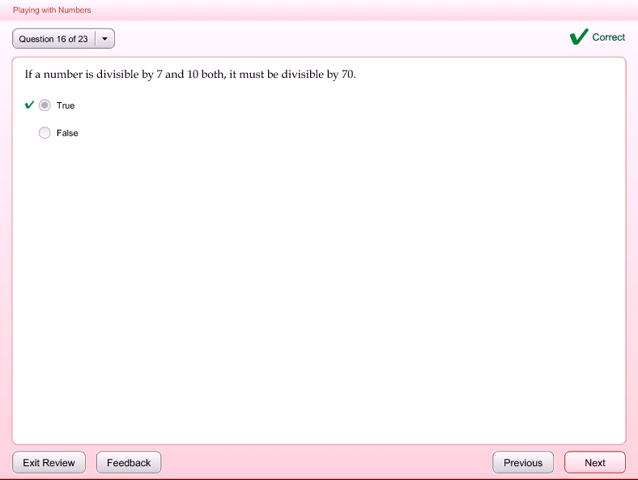 Playing with Numbers
Question 16 of 23
Correct
If a number is divisible by 7 and 10 both, it must be divisible by 70.
True
False
Exit Review
Feedback
Previous
Next